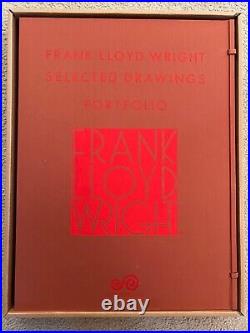 FRANK LLOYD WRIGHT
SELECTED DRAWINGS
PORTFOLIO
FRANK
LLOYD
WRIGHT